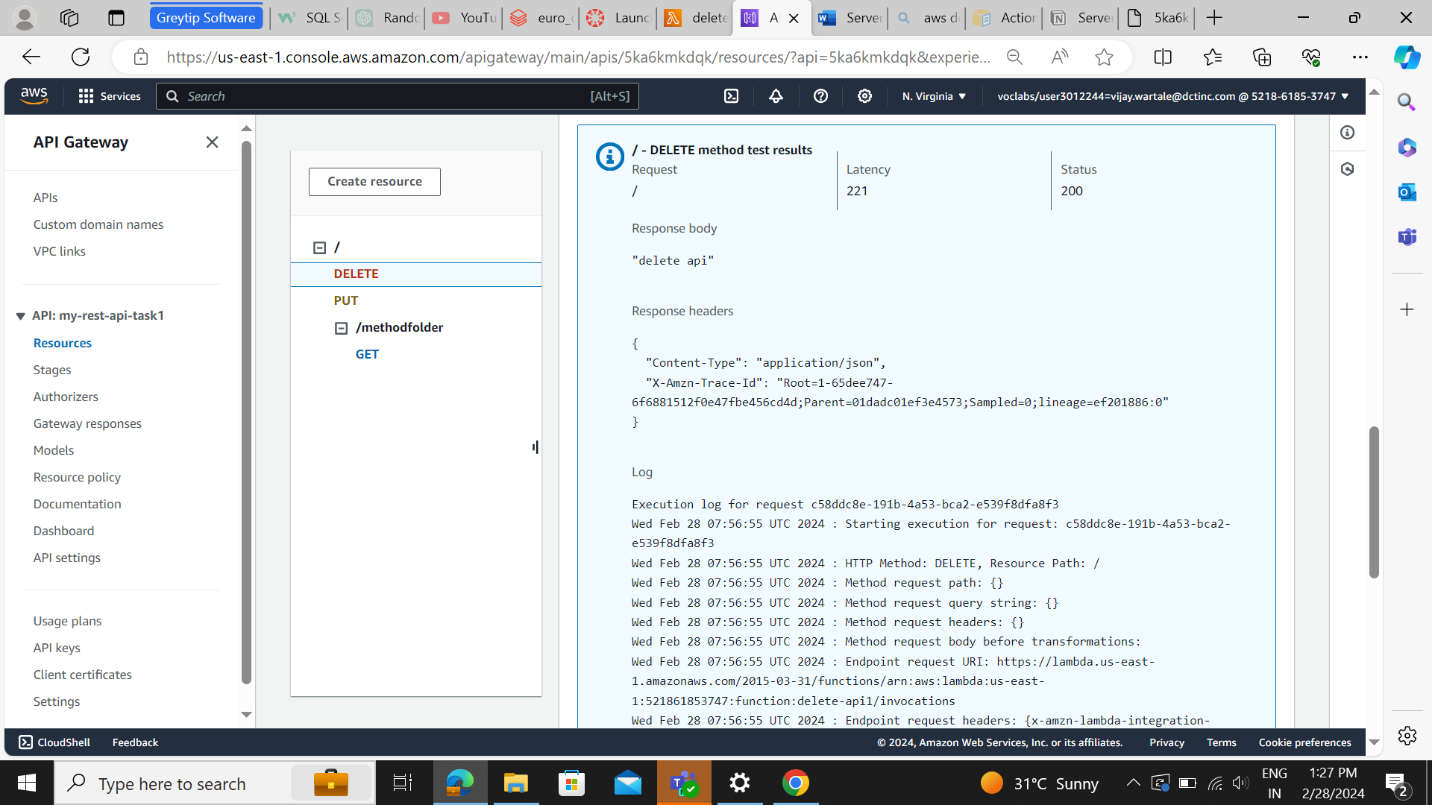 Greytip Software
SQL S
Rand
YouTu
euro_
Launc
delete
A
Server
aws d
Action
Server
5ka6k
https://us-east-1.console.aws.amazon.com/apigateway/main/apis/5ka6kmkdqk/resources/?api=5ka6kmkdqk&experie...
aws
Services
Search
[Alt+S]
N. Virginia
voclabs/user3012244=vijay.wartale@dctinc.com @ 5218-6185-3747
API Gateway
APIs
Custom domain names
VPC links
API: my-rest-api-task1
Resources
Stages
Authorizers
Gateway responses
Models
Resource policy
Documentation
Dashboard
API settings
Usage plans
API keys
Client certificates
Settings
Create resource
/
DELETE
PUT
/methodfolder
GET
/ - DELETE method test results
Request
/
Latency
221
Status
200
Response body
"delete api"
Response headers
{
"Content-Type": "application/json",
"X-Amzn-Trace-Id": "Root=1-65dee747-
6f6881512f0e47fbe456cd4d;Parent=01dadc01ef3e4573;Sampled=0;lineage=ef201886:0"
}
Log
Execution log for request c58ddc8e-191b-4a53-bca2-e539f8dfa8f3
Wed Feb 28 07:56:55 UTC 2024 : Starting execution for request: c58ddc8e-191b-4a53-bca2-
e539f8dfa8f3
Wed Feb 28 07:56:55 UTC 2024 : HTTP Method: DELETE, Resource Path: /
Wed Feb 28 07:56:55 UTC 2024 : Method request path: {}
Wed Feb 28 07:56:55 UTC 2024 : Method request query string: {}
Wed Feb 28 07:56:55 UTC 2024 : Method request headers: {}
Wed Feb 28 07:56:55 UTC 2024 : Method request body before transformations:
Wed Feb 28 07:56:55 UTC 2024 : Endpoint request URI: https://lambda.us-east-
1.amazonaws.com/2015-03-31/functions/arn:aws:lambda:us-east-
1:521861853747:function:delete-api1/invocations
Wed Feb 28 07:56:55 UTC 2024 : Endpoint request headers: {x-amzn-lambda-integration-
CloudShell
Feedback
© 2024, Amazon Web Services, Inc. or its affiliates.
Privacy
Terms
Cookie preferences
Type here to search
31°C Sunny
ENG
IN
1:27 PM
2/28/2024
2